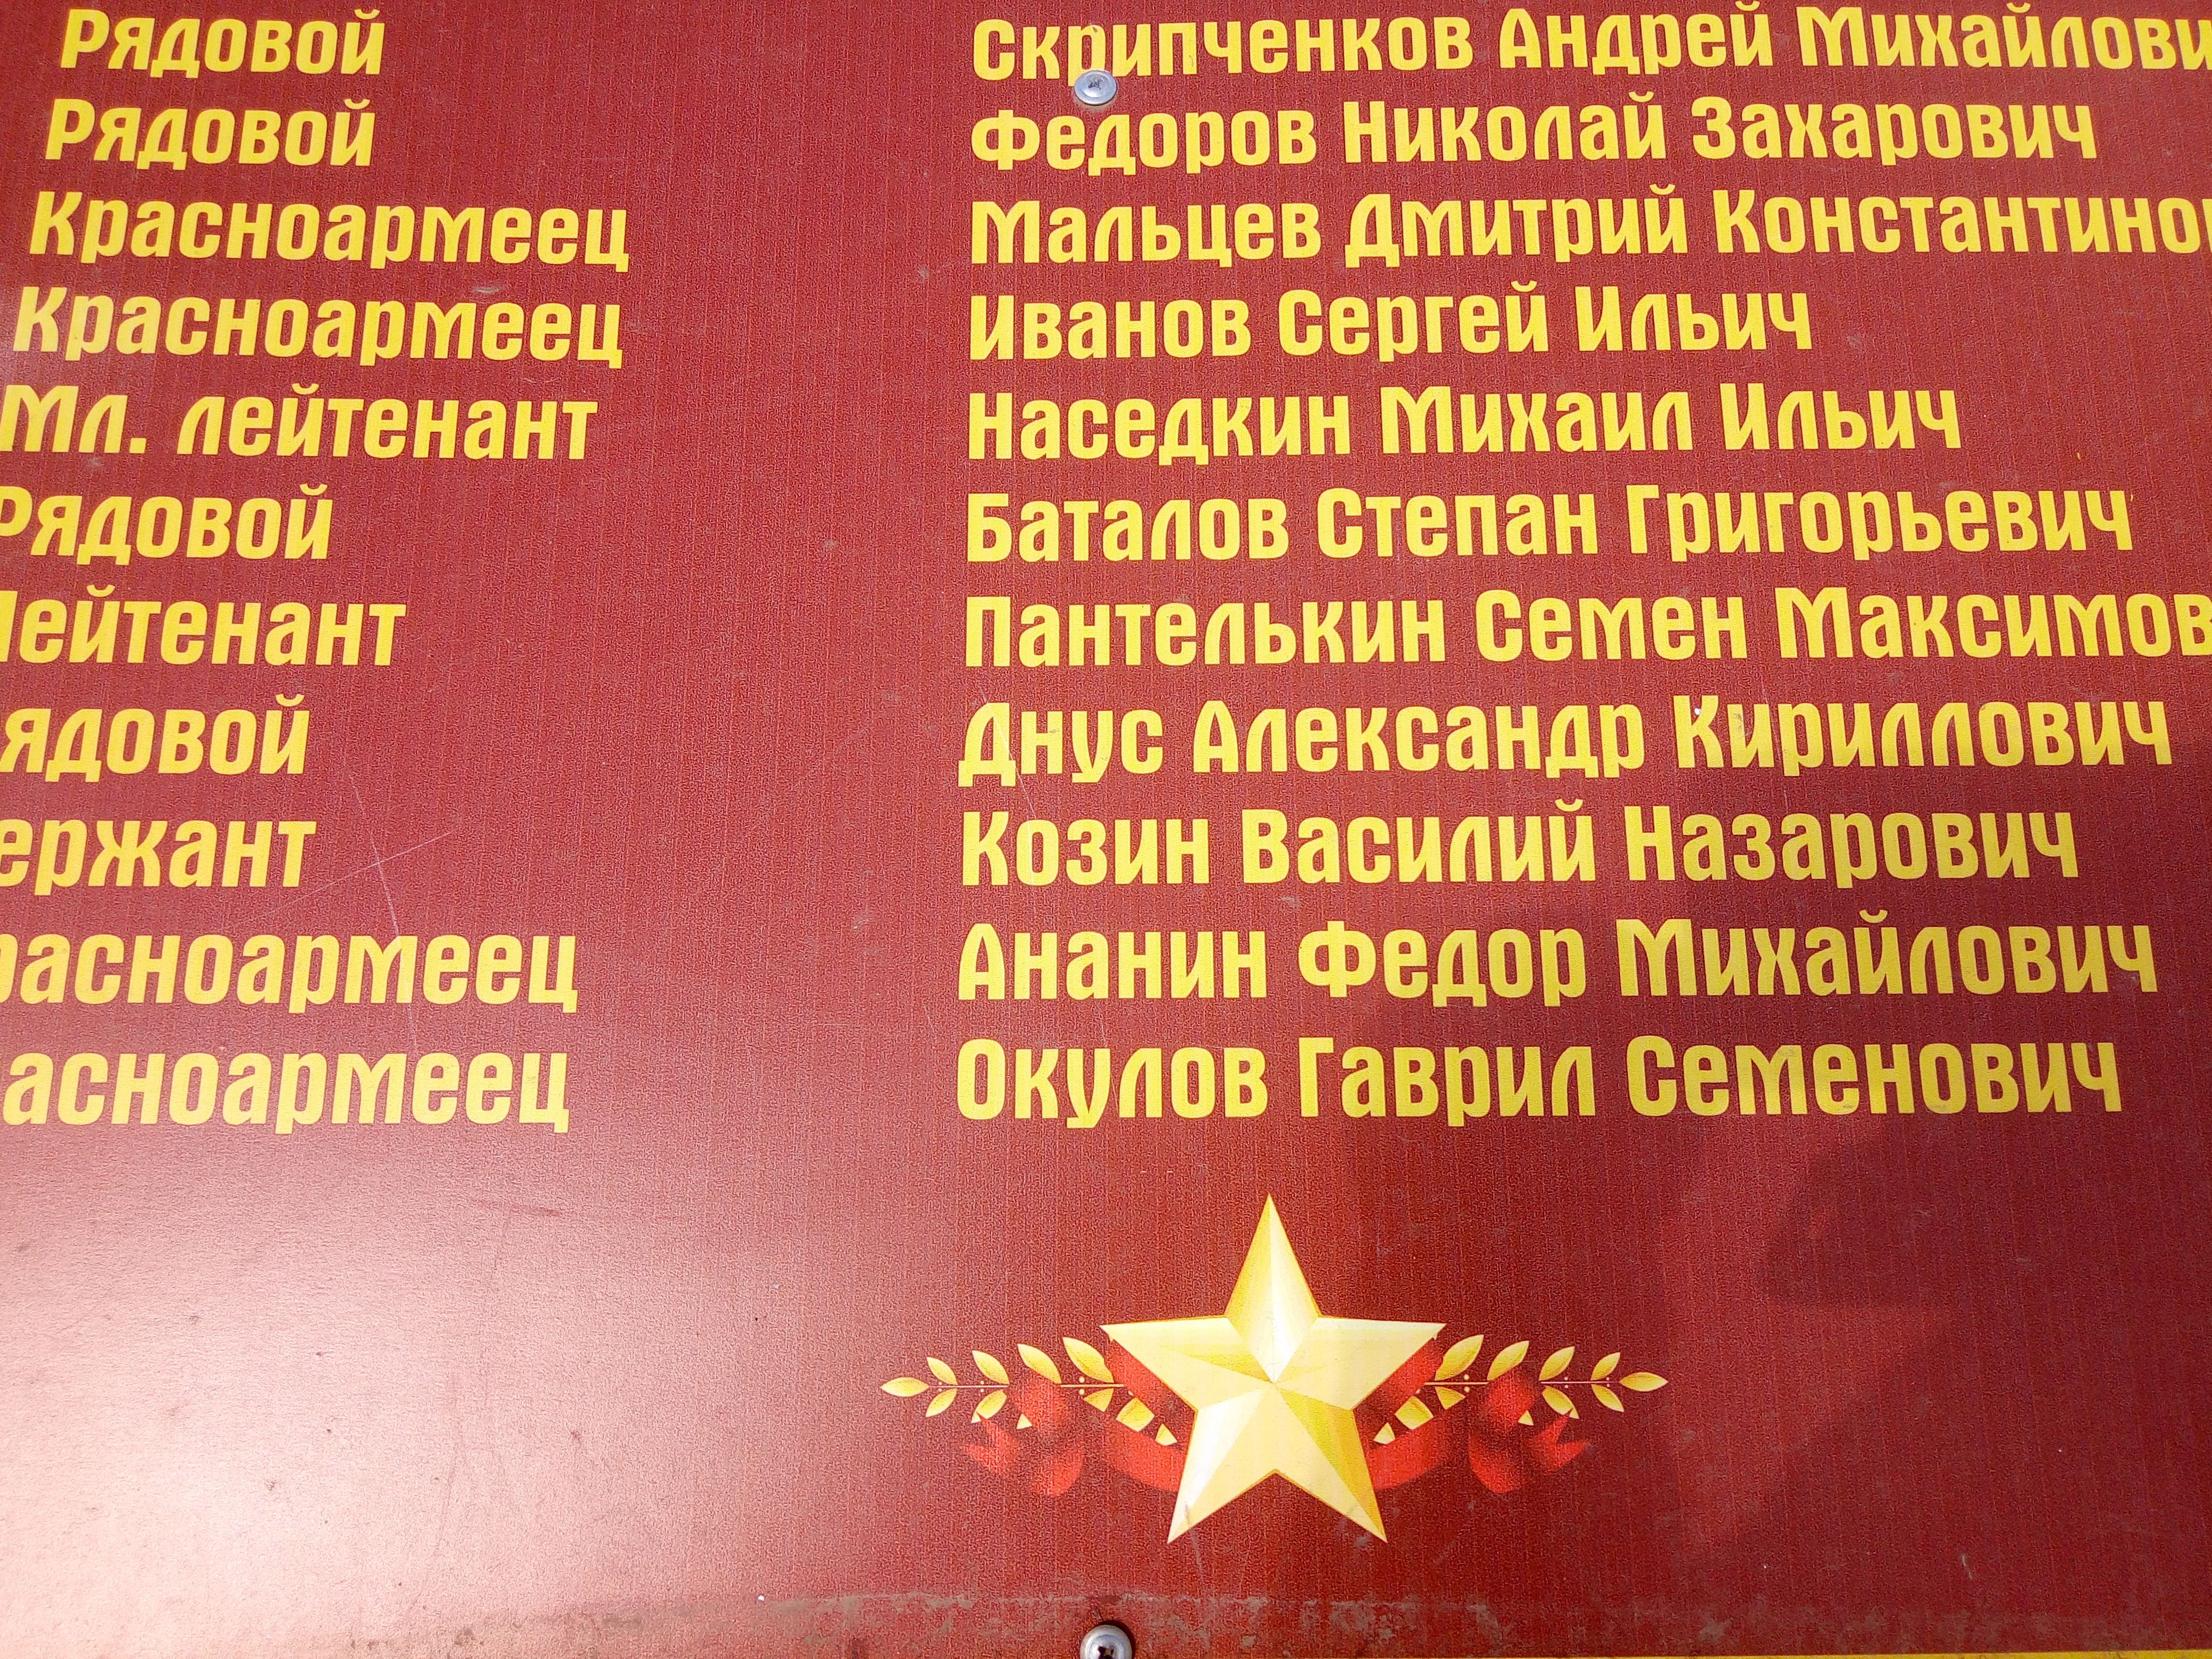 Рядовой Скрипченков Андрей Михайлови
Рядовой Федоров Николай Захарович
Красноармеец Мальцев Дмитрий Константинов
Красноармеец Иванов Сергей Ильич
Мл. лейтенант Наседкин Михаил Ильич
Рядовой Баталов Степан Григорьевич
Лейтенант Пантелькин Семен Максимов
ядовой Днус Александр Кириллович
ержант Козин Василий Назарович
расноармеец Ананин Федор Михайлович
асноармеец Окулов Гаврил Семенович